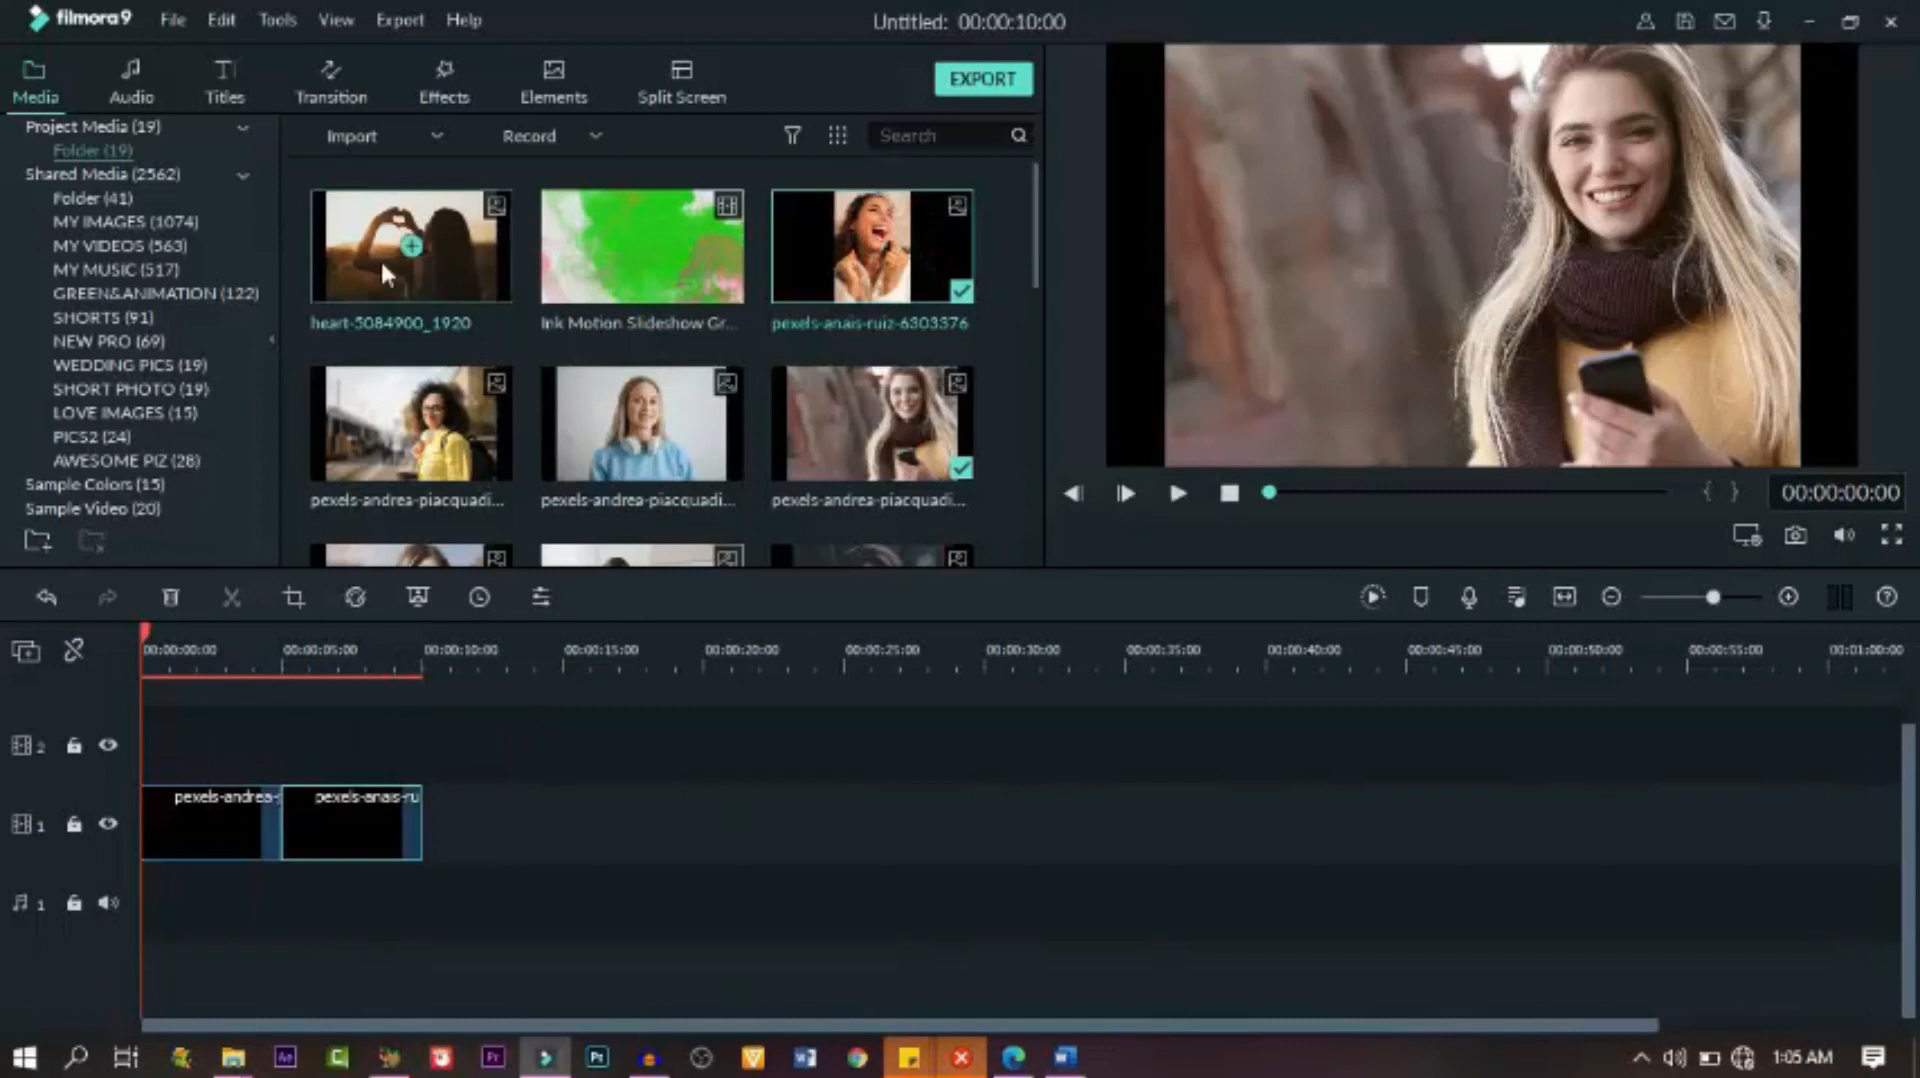 filmora9 File Edit Tools View Export Help Untitled: 00:00:10:00
Media Audio Titles Transition Effects Elements Split Screen EXPORT
Project Media (19)
Folder (19)
Shared Media (2562)
Folder (41)
MY IMAGES (1074)
MY VIDEOS (563)
MY MUSIC (517)
GREEN&ANIMATION (122)
SHORTS (91)
NEW PRO (69)
WEDDING PICS (19)
SHORT PHOTO (19)
LOVE IMAGES (15)
PICS2 (24)
AWESOME PIZ (28)
Sample Colors (15)
Sample Video (20)
Import Record Search
heart-5084900_1920 Ink Motion Slideshow Gr... pexels-anais-ruiz-6303376
pexels-andrea-piacquadi... pexels-andrea-piacquadi... pexels-andrea-piacquadi...
{ } 00:00:00:00
00:00:00:00 00:00:05:00 00:00:10:00 00:00:15:00 00:00:20:00 00:00:25:00 00:00:30:00 00:00:35:00 00:00:40:00 00:00:45:00 00:00:50:00 00:00:55:00 00:01:00:00
2
1 pexels-andrea- pexels-anais-ru
1
Ae Pr Ps 1:05 AM